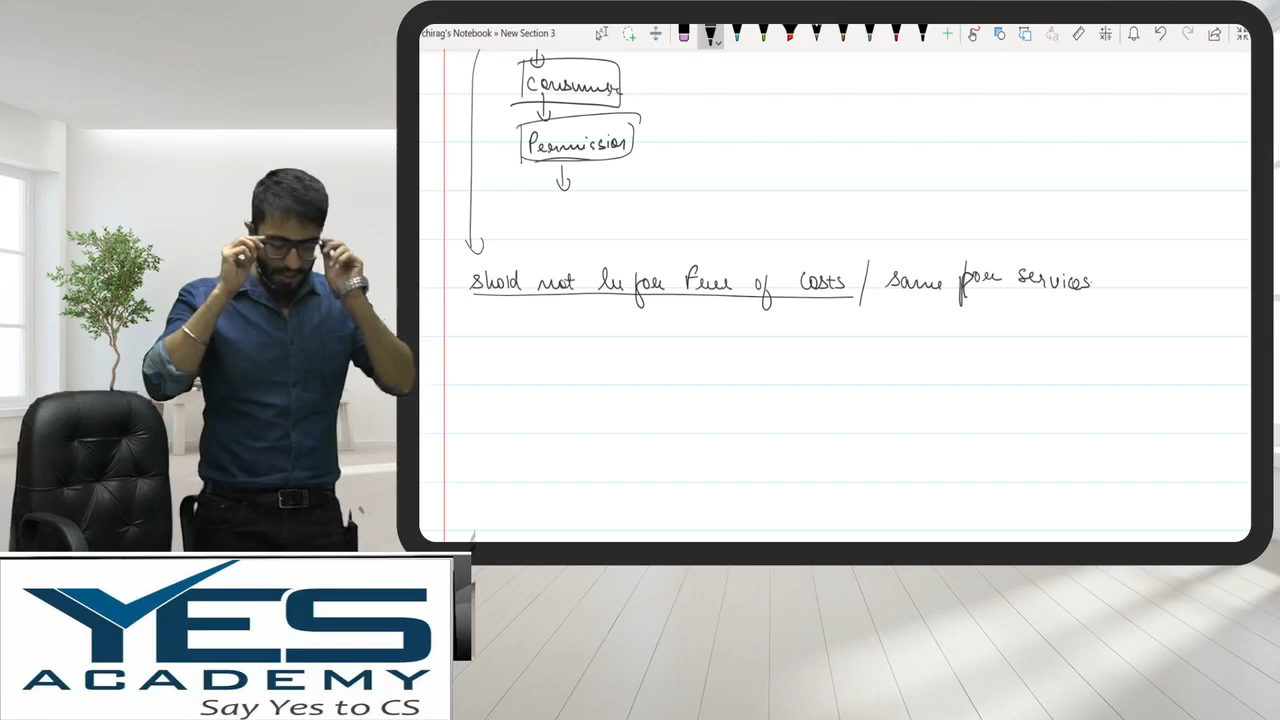 chirag's Notebook » New Section 3
Consumer
Permission
shold not be for Free of costs / same for services
YES
ACADEMY
Say Yes to CS